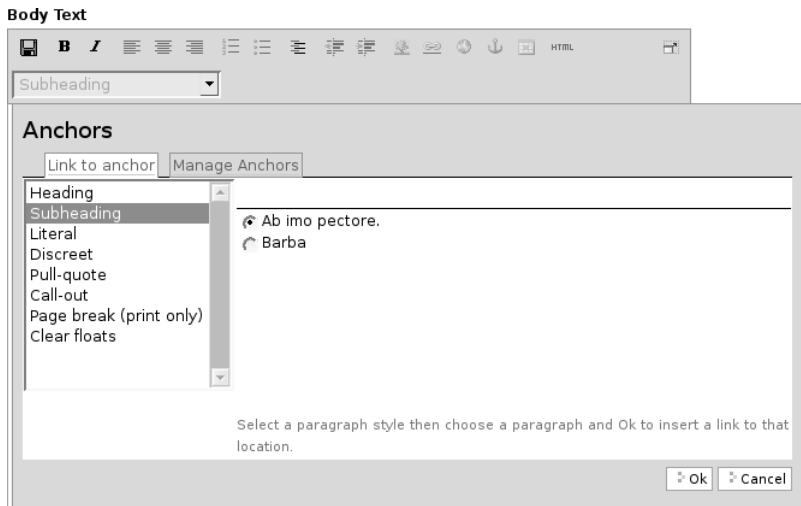 Body Text
B I HTML
Subheading
Anchors
Link to anchor Manage Anchors
Heading
Subheading
Literal
Discreet
Pull-quote
Call-out
Page break (print only)
Clear floats
Ab imo pectore.
Barba
Select a paragraph style then choose a paragraph and Ok to insert a link to that
location.
Ok Cancel